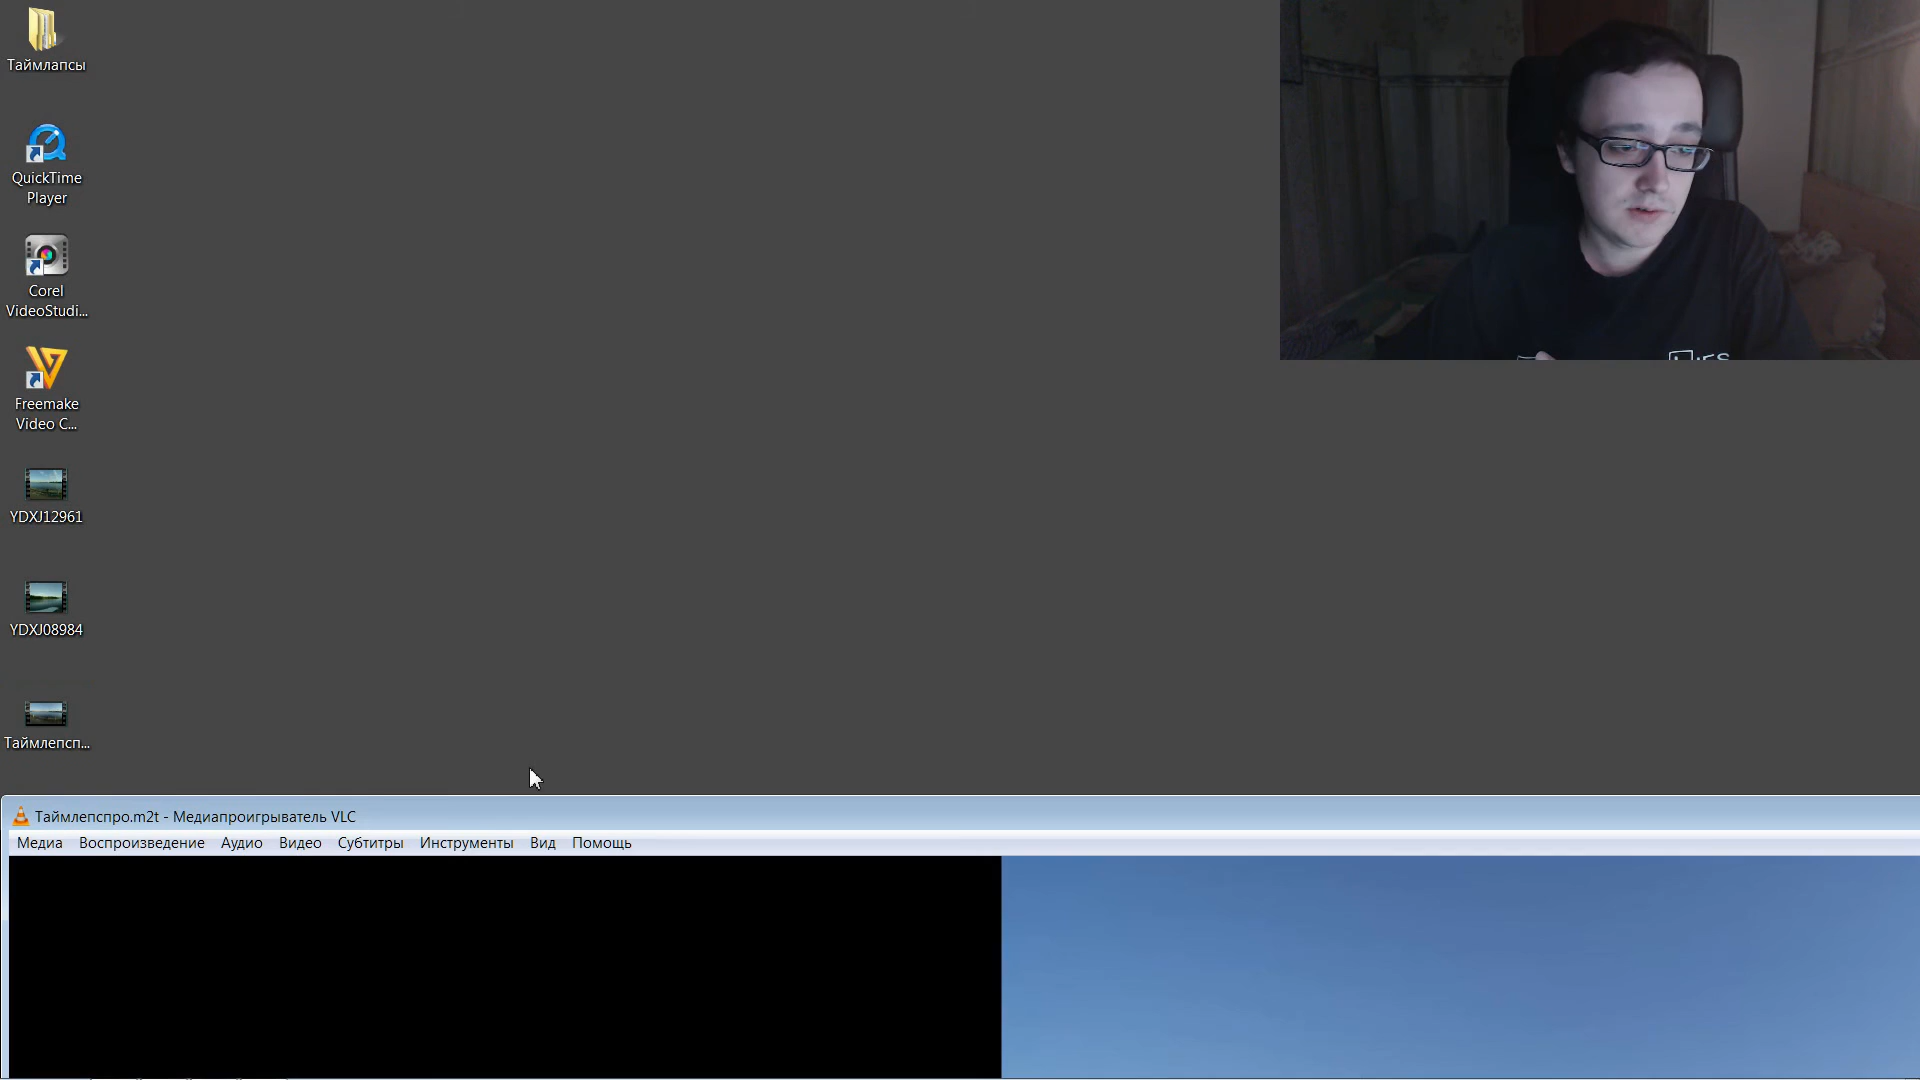 Таймлапсы
QuickTime
Player
Corel
VideoStudi...
Freemake
Video C...
YDXJ12961
YDXJ08984
Таймлепсп...
Таймлепспро.m2t - Медиапроигрыватель VLC
Медиа Воспроизведение Аудио Видео Субтитры Инструменты Вид Помощь